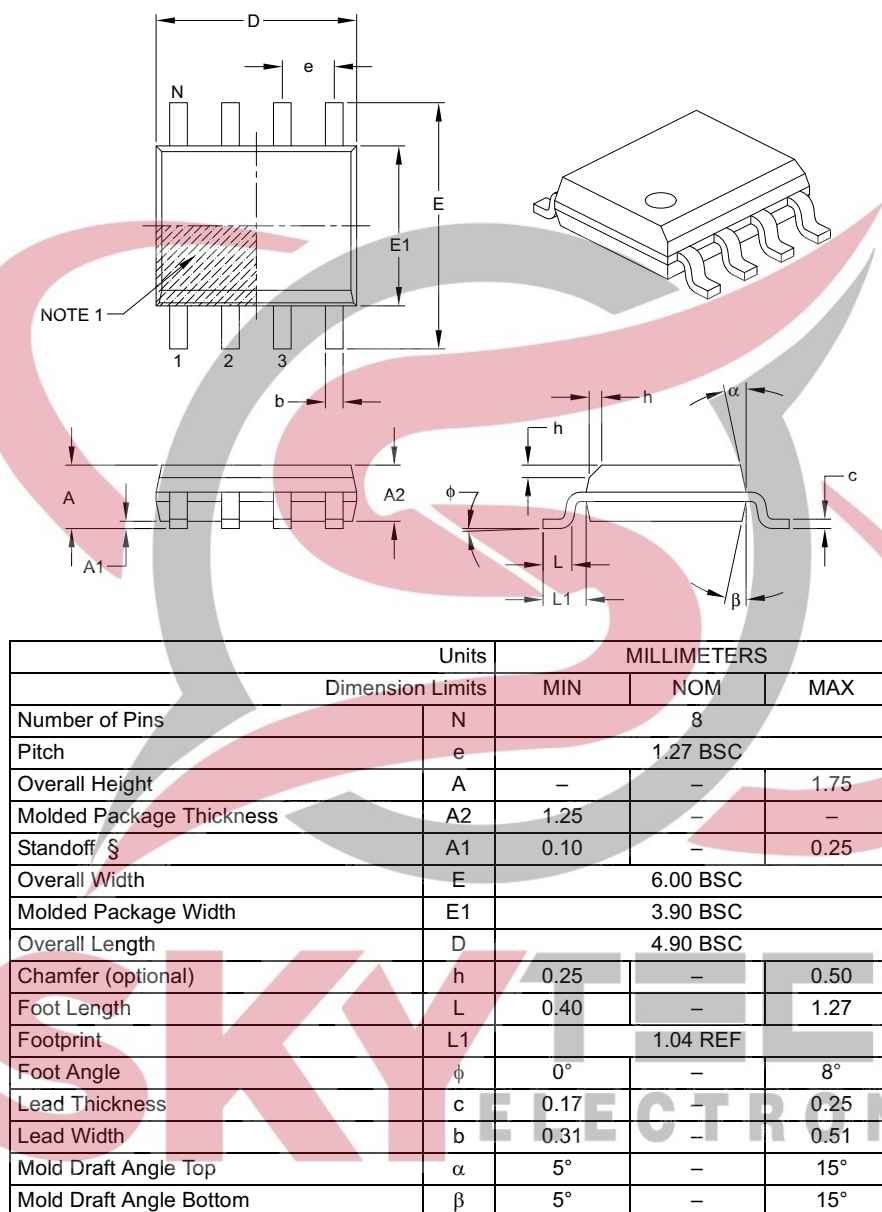 D
e
N
E
E1
NOTE 1
1 2 3
b
h
α
h
A
A2
ϕ
c
A1
L
L1
β
Units MILLIMETERS
Dimension Limits MIN NOM MAX
Number of Pins N 8
Pitch e 1.27 BSC
Overall Height A – – 1.75
Molded Package Thickness A2 1.25 – –
Standoff § A1 0.10 – 0.25
Overall Width E 6.00 BSC
Molded Package Width E1 3.90 BSC
Overall Length D 4.90 BSC
Chamfer (optional) h 0.25 – 0.50
Foot Length L 0.40 – 1.27
Footprint L1 1.04 REF
Foot Angle ϕ 0° – 8°
Lead Thickness c 0.17 – 0.25
Lead Width b 0.31 – 0.51
Mold Draft Angle Top α 5° – 15°
Mold Draft Angle Bottom β 5° – 15°
SKYTEC
ELECTRON